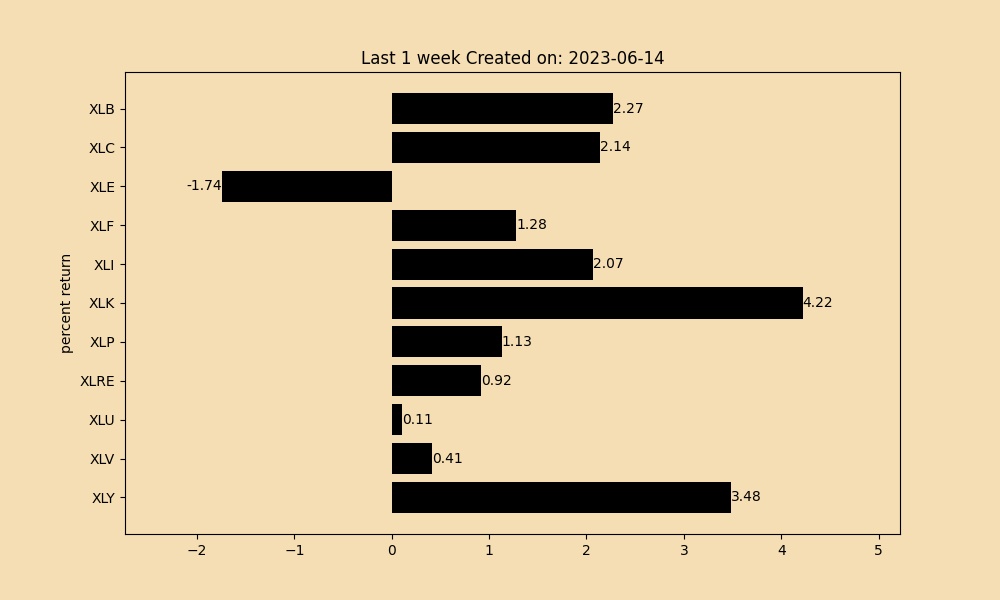 Last 1 week Created on: 2023-06-14
percent return
XLB 2.27
XLC 2.14
XLE -1.74
XLF 1.28
XLI 2.07
XLK 4.22
XLP 1.13
XLRE 0.92
XLU 0.11
XLV 0.41
XLY 3.48
−2 −1 0 1 2 3 4 5